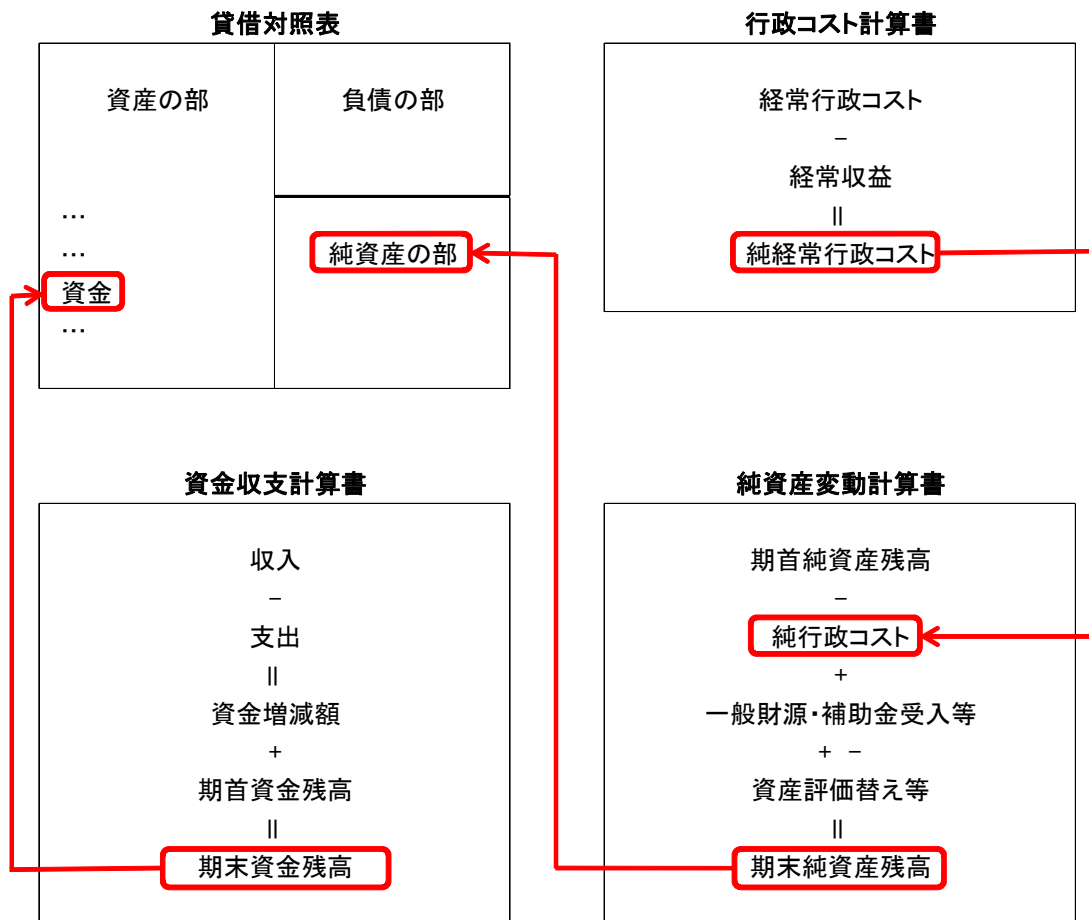 貸借対照表
資産の部
負債の部
…
…
資金
…
純資産の部
行政コスト計算書
経常行政コスト
−
経常収益
||
純経常行政コスト
資金収支計算書
収入
−
支出
||
資金増減額
+
期首資金残高
||
期末資金残高
純資産変動計算書
期首純資産残高
−
純行政コスト
+
一般財源・補助金受入等
+ −
資産評価替え等
||
期末純資産残高